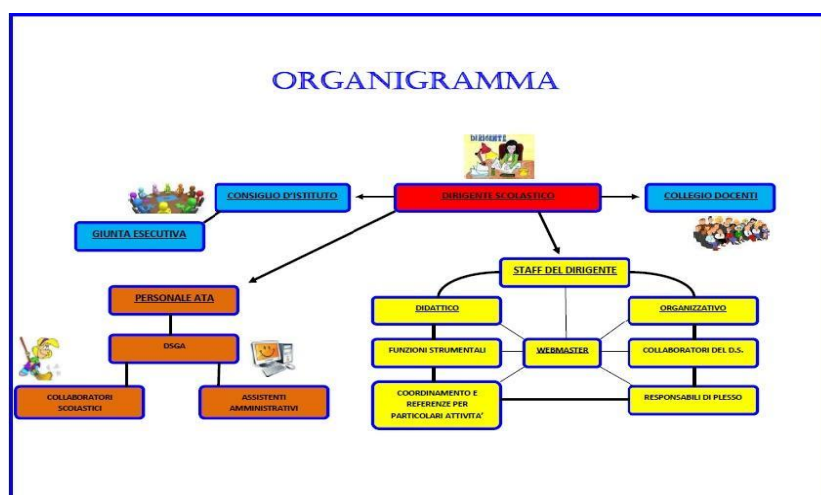 ORGANIGRAMMA
DIRIGENTE
CONSIGLIO D'ISTITUTO
DIRIGENTE SCOLASTICO
COLLEGIO DOCENTI
GIUNTA ESECUTIVA
STAFF DEL DIRIGENTE
PERSONALE ATA
DIDATTICO
ORGANIZZATIVO
DSGA
FUNZIONI STRUMENTALI
WEBMASTER
COLLABORATORI DEL D.S.
COLLABORATORI
SCOLASTICI
ASSISTENTI
AMMINISTRATIVI
COORDINAMENTO E
REFERENZE PER
PARTICOLARI ATTIVITA'
RESPONSABILI DI PLESSO